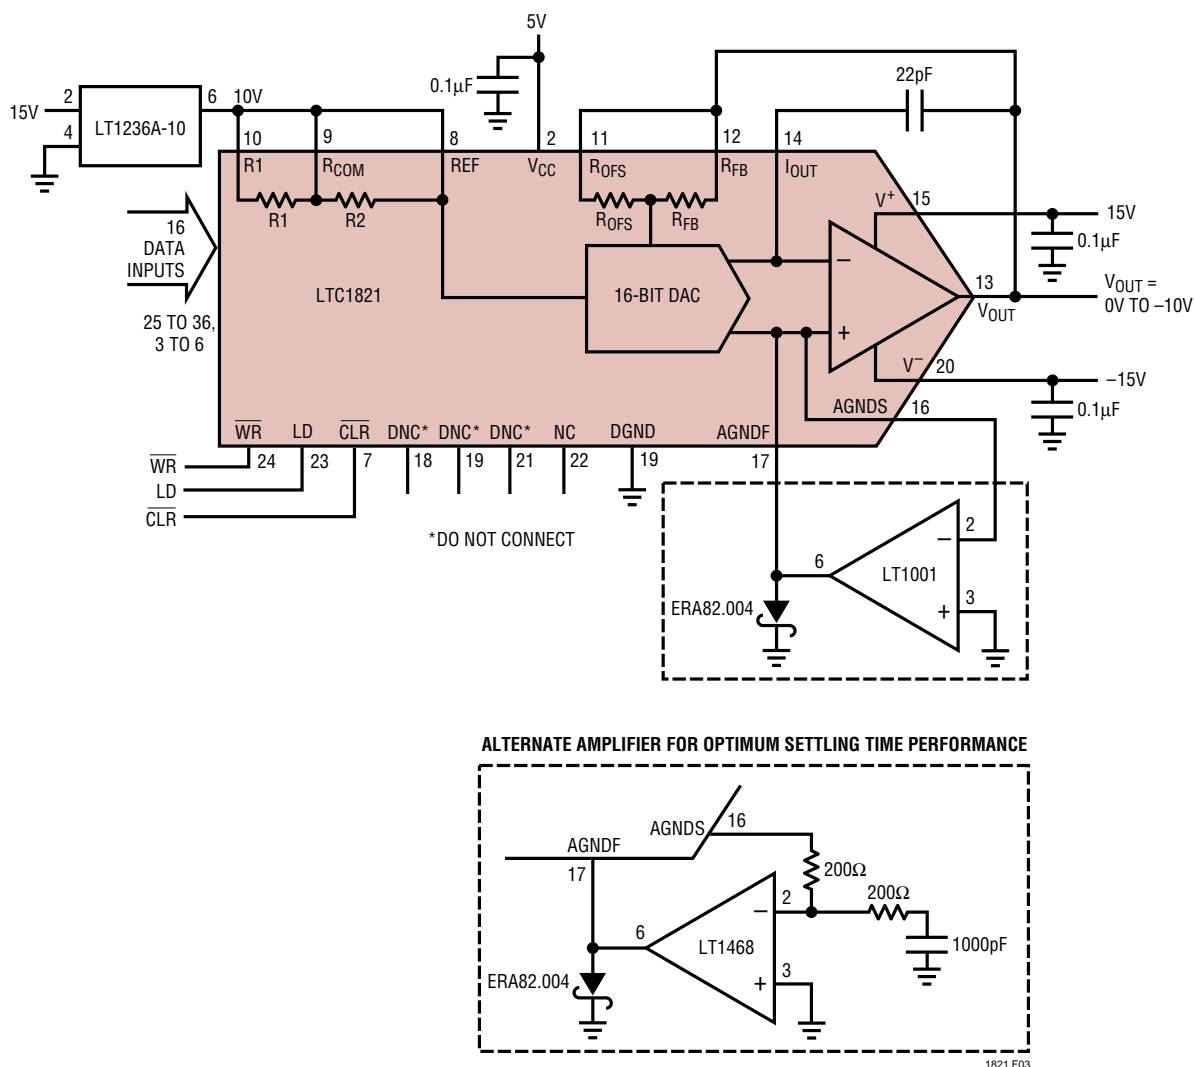 5V
0.1µF
22pF
2
6
10V
15V
LT1236A-10
4
10
9
8
2
11
12
14
R1
RCOM
REF
VCC
ROFS
RFB
IOUT
V+
15
15V
R1
R2
ROFS
RFB
0.1µF
16
DATA
INPUTS
LTC1821
16-BIT DAC
–
+
13
VOUT
VOUT =
0V TO –10V
25 TO 36,
3 TO 6
V–
20
–15V
AGNDS
16
0.1µF
WR
LD
CLR
DNC*
DNC*
DNC*
NC
DGND
AGNDF
24
23
7
18
19
21
22
19
17
WR
LD
CLR
*DO NOT CONNECT
2
–
6
LT1001
ERA82.004
3
+
ALTERNATE AMPLIFIER FOR OPTIMUM SETTLING TIME PERFORMANCE
AGNDS
16
AGNDF
17
200Ω
200Ω
2
–
6
LT1468
1000pF
ERA82.004
3
+
1821 F03